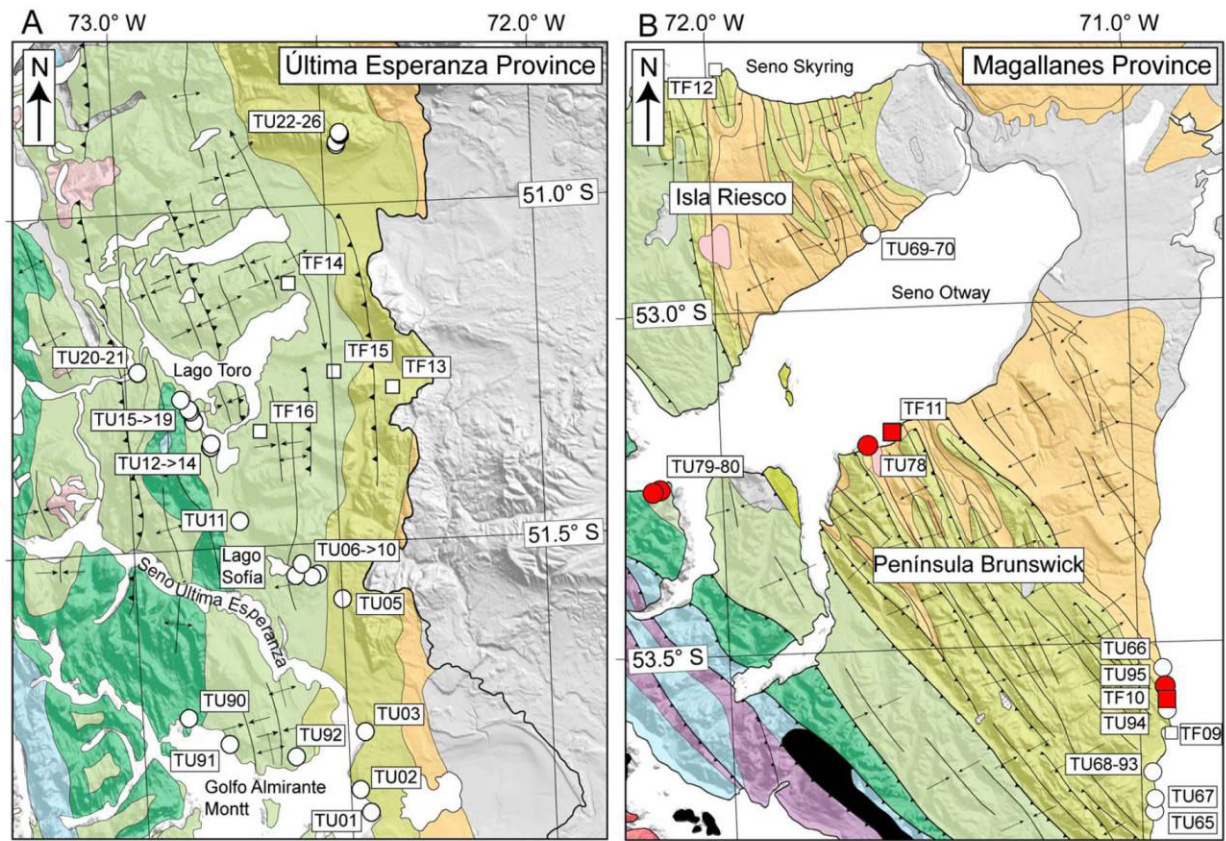 A
73.0° W
72.0° W
N
Última Esperanza Province
TU22-26
51.0° S
TF14
TU20-21
Lago Toro
TF15
TF13
TU15->19
TF16
TU12->14
TU11
51.5° S
Lago
Sofía
TU06->10
Seno Última Esperanza
TU05
TU90
TU03
TU91
TU92
Golfo Almirante
Montt
TU02
TU01
B
72.0° W
71.0° W
N
Seno Skyring
Magallanes Province
TF12
Isla Riesco
TU69-70
Seno Otway
53.0° S
TF11
TU79-80
TU78
Península Brunswick
53.5° S
TU66
TU95
TF10
TU94
TF09
TU68-93
TU67
TU65